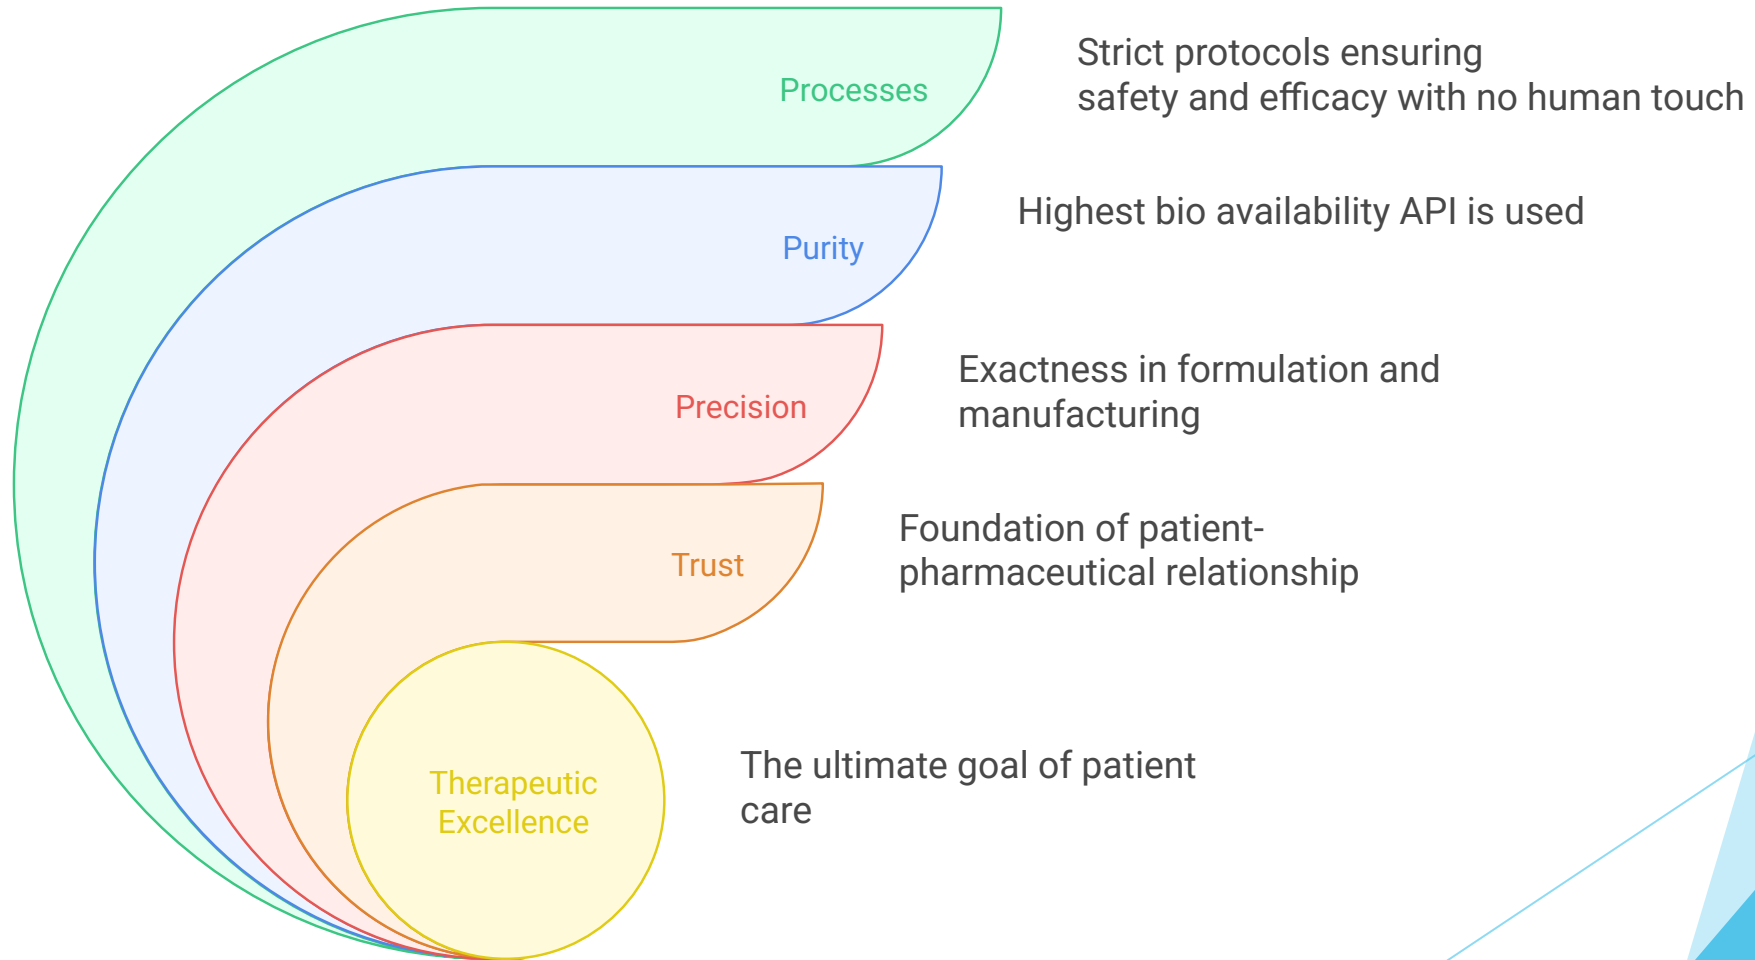 Processes
Strict protocols ensuring
safety and efficacy with no human touch
Purity
Highest bio availability API is used
Precision
Exactness in formulation and
manufacturing
Trust
Foundation of patient-
pharmaceutical relationship
Therapeutic
Excellence
The ultimate goal of patient
care